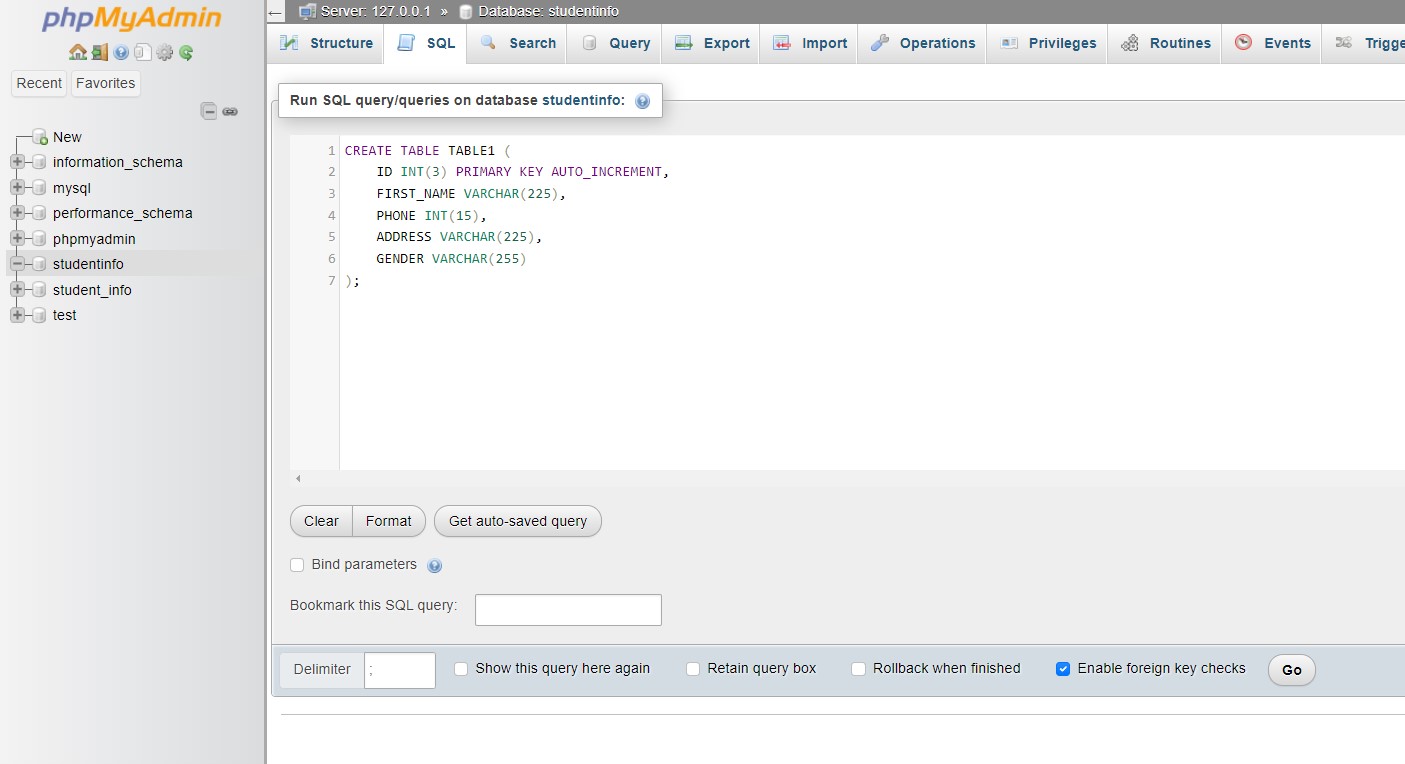 phpMyAdmin
Recent Favorites
New
information_schema
mysql
performance_schema
phpmyadmin
studentinfo
student_info
test
← Server: 127.0.0.1 » Database: studentinfo
Structure SQL Search Query Export Import Operations Privileges Routines Events Trigge
Run SQL query/queries on database studentinfo:
1 CREATE TABLE TABLE1 (
2 ID INT(3) PRIMARY KEY AUTO_INCREMENT,
3 FIRST_NAME VARCHAR(225),
4 PHONE INT(15),
5 ADDRESS VARCHAR(225),
6 GENDER VARCHAR(255)
7 );
Clear Format Get auto-saved query
Bind parameters
Bookmark this SQL query:
Delimiter ; Show this query here again Retain query box Rollback when finished Enable foreign key checks Go